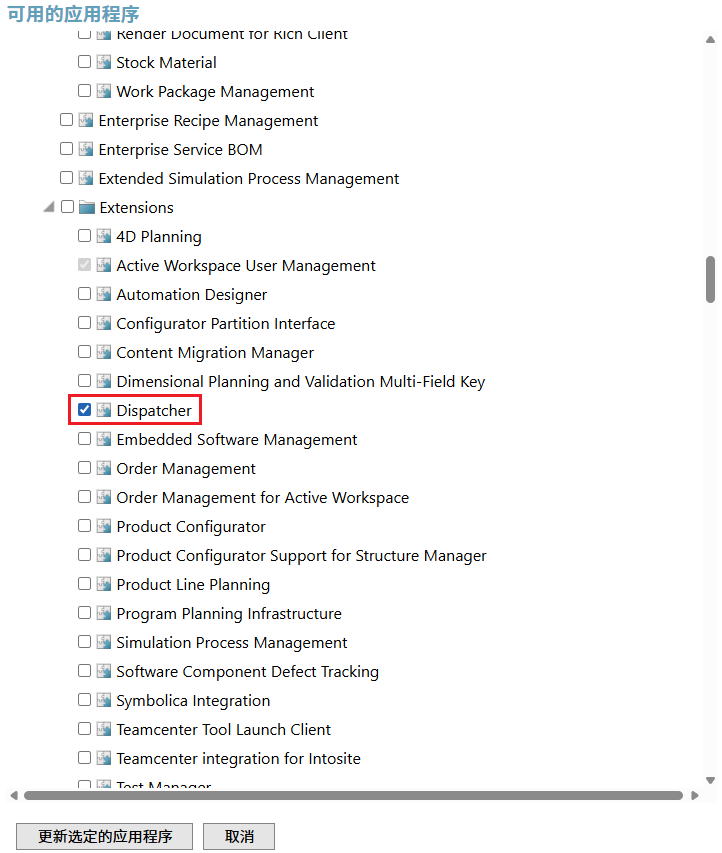 可用的应用程序
Render Document for Rich Client
Stock Material
Work Package Management
Enterprise Recipe Management
Enterprise Service BOM
Extended Simulation Process Management
Extensions
4D Planning
Active Workspace User Management
Automation Designer
Configurator Partition Interface
Content Migration Manager
Dimensional Planning and Validation Multi-Field Key
Dispatcher
Embedded Software Management
Order Management
Order Management for Active Workspace
Product Configurator
Product Configurator Support for Structure Manager
Product Line Planning
Program Planning Infrastructure
Simulation Process Management
Software Component Defect Tracking
Symbolica Integration
Teamcenter Tool Launch Client
Teamcenter integration for Intosite
Test Manager
更新选定的应用程序 取消